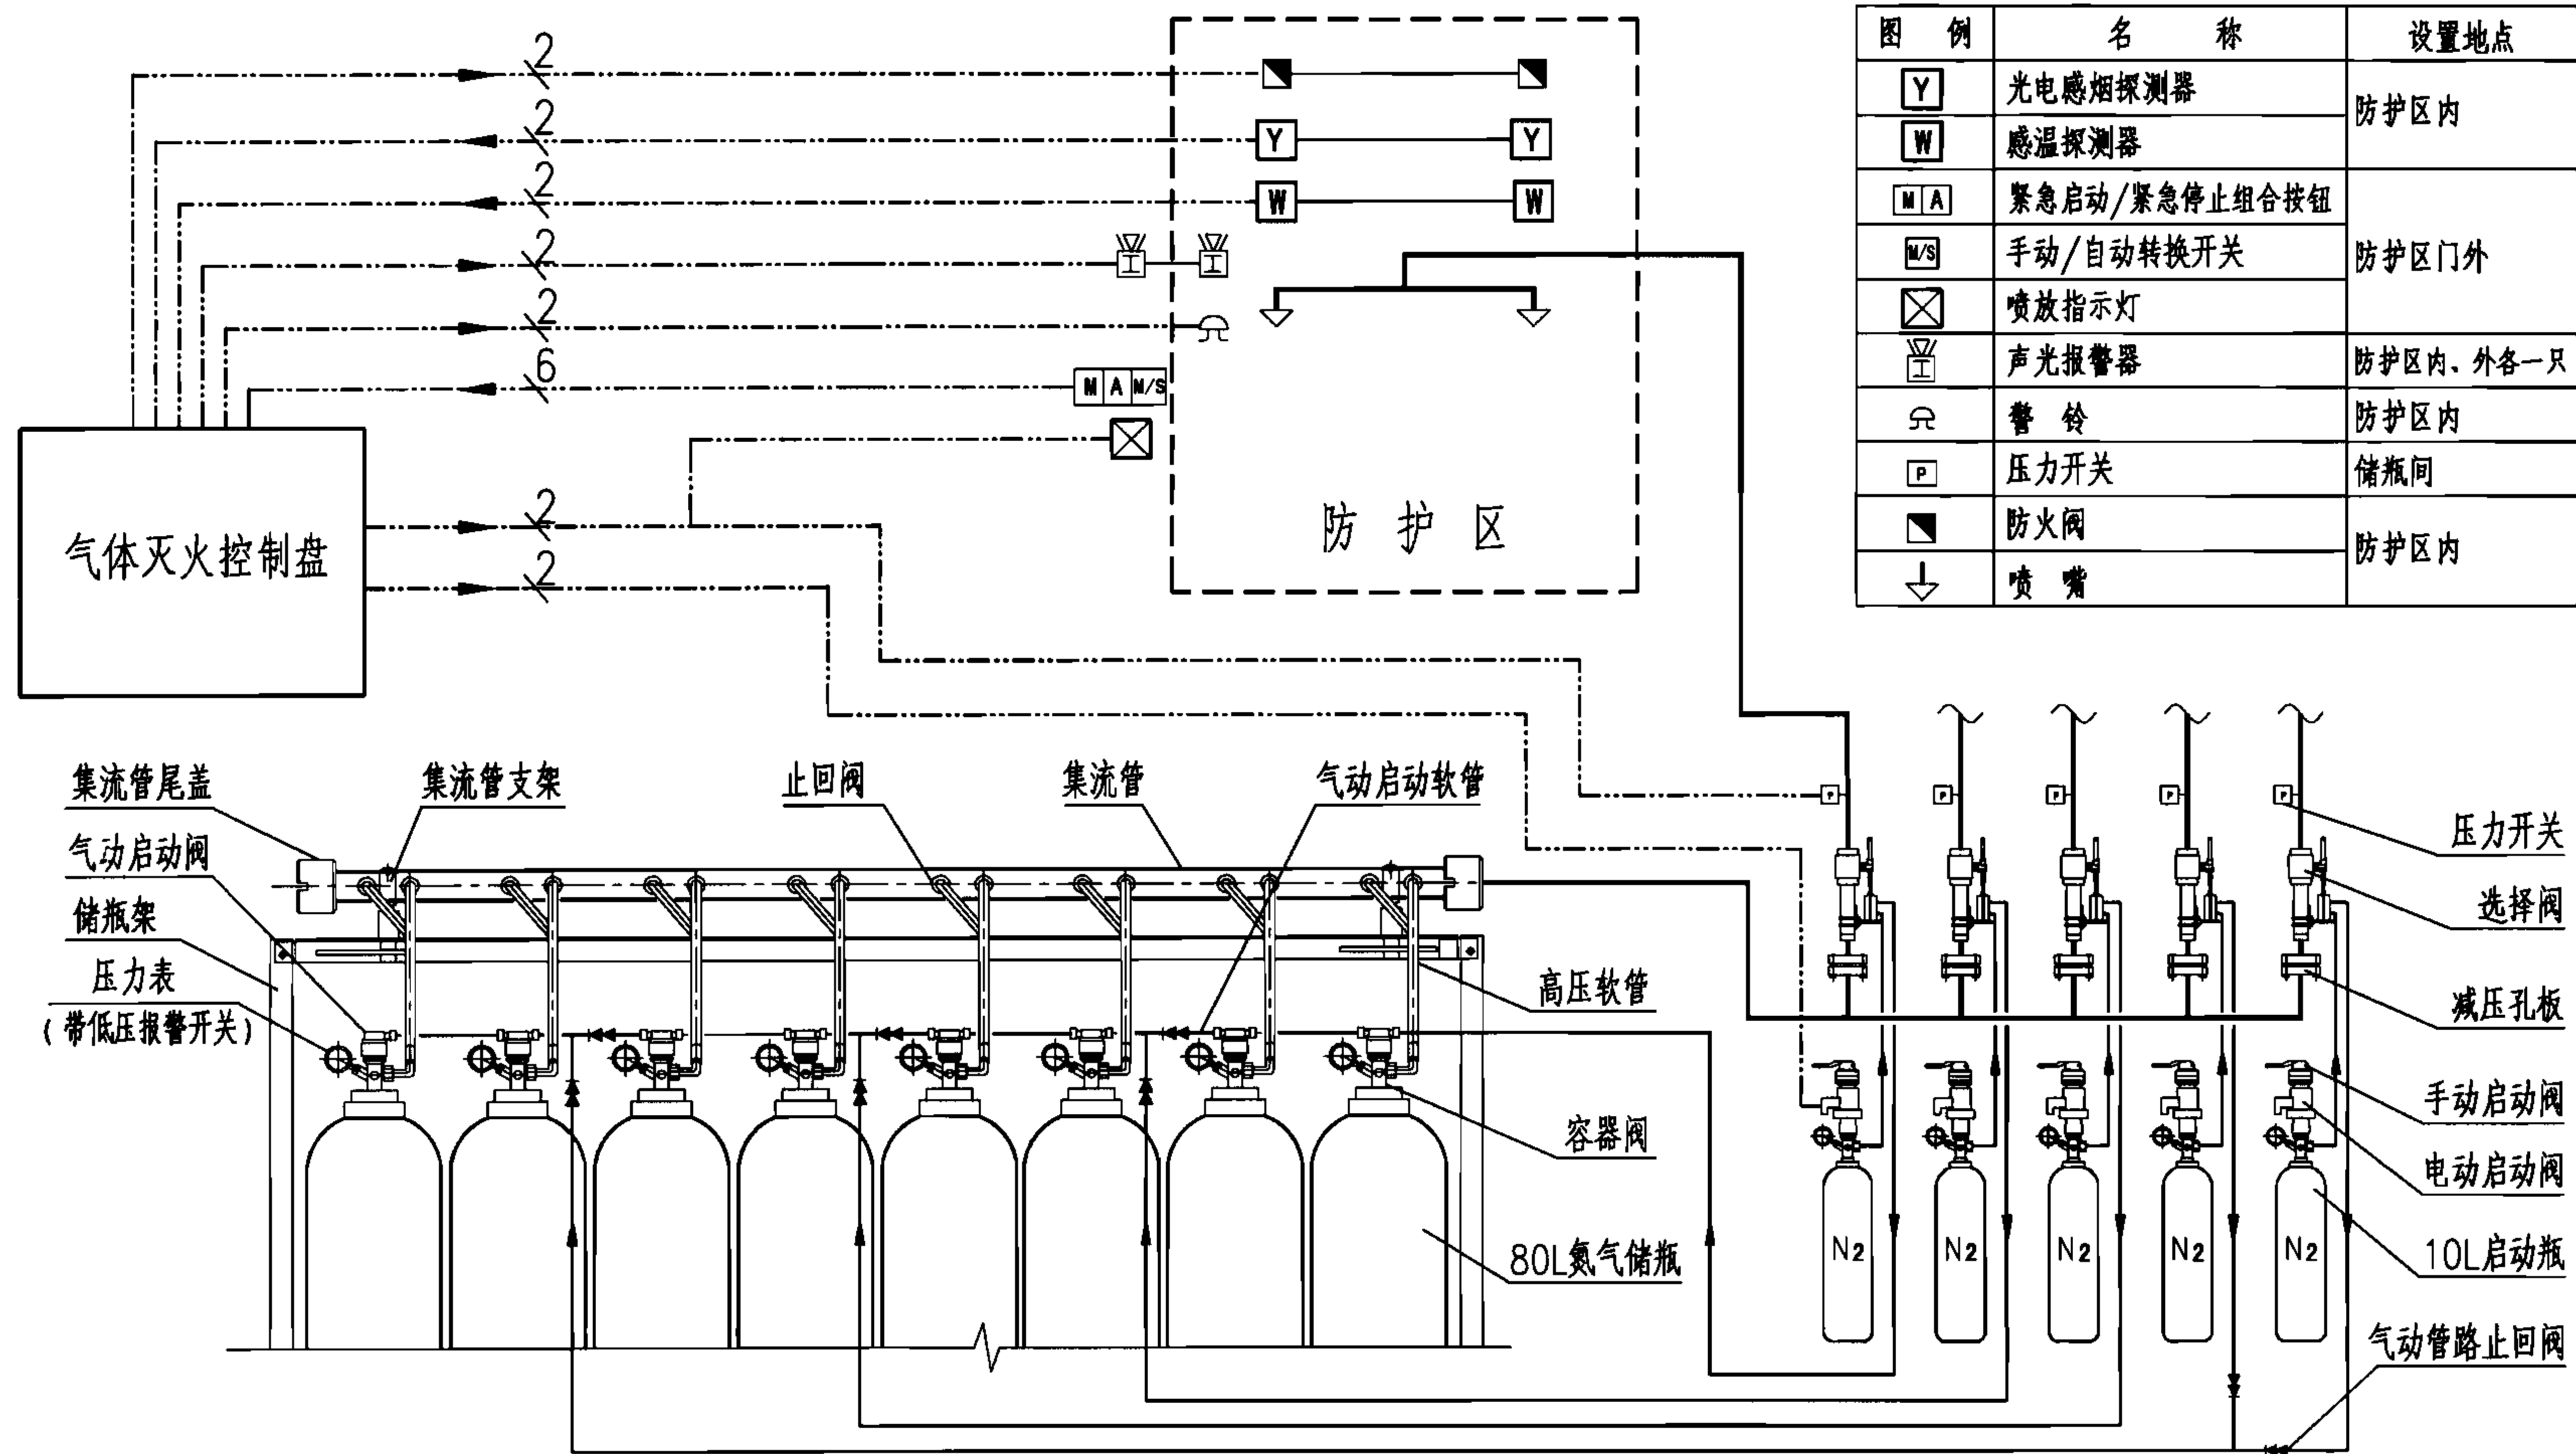 2
2
2
2
2
6
2
2
Y
Y
W
W
M A M/S
防护区
气体灭火控制盘
图例 名称 设置地点
Y 光电感烟探测器 防护区内
W 感温探测器
M A 紧急启动/紧急停止组合按钮 防护区门外
M/S 手动/自动转换开关
喷放指示灯
声光报警器 防护区内、外各一只
警铃 防护区内
P 压力开关 储瓶间
防火阀 防护区内
喷嘴
集流管尾盖
集流管支架
止回阀
集流管
气动启动软管
气动启动阀
储瓶架
压力表
(带低压报警开关)
高压软管
容器阀
80L氮气储瓶
P P P P P
压力开关
选择阀
减压孔板
手动启动阀
电动启动阀
N2 N2 N2 N2 N2
10L启动瓶
气动管路止回阀